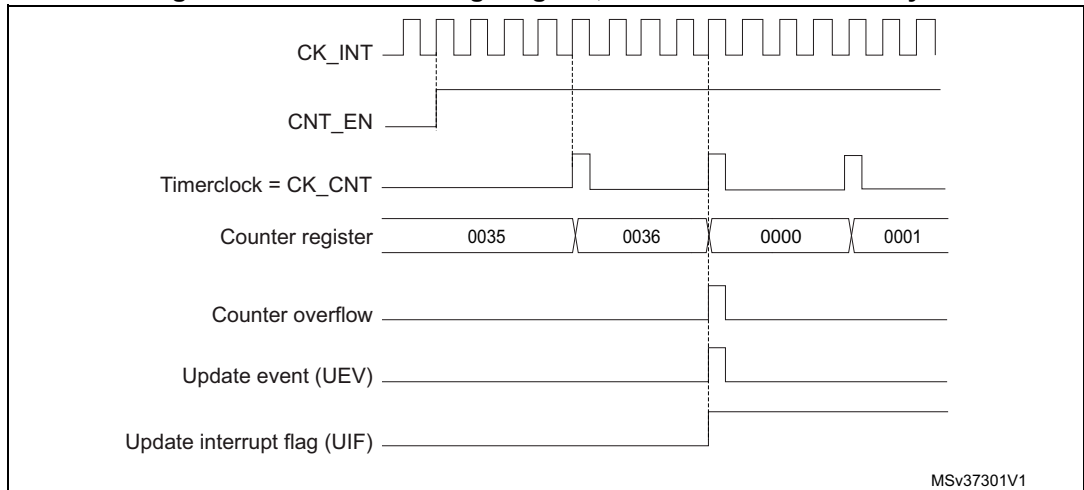 CK_INT
CNT_EN
Timerclock = CK_CNT
Counter register 0035 0036 0000 0001
Counter overflow
Update event (UEV)
Update interrupt flag (UIF)
MSv37301V1